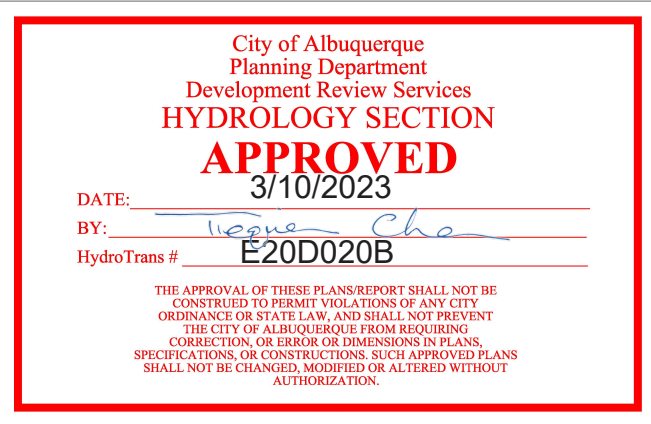 City of Albuquerque
Planning Department
Development Review Services
HYDROLOGY SECTION
APPROVED
DATE: 3/10/2023
BY:
HydroTrans # E20D020B
THE APPROVAL OF THESE PLANS/REPORT SHALL NOT BE
CONSTRUED TO PERMIT VIOLATIONS OF ANY CITY
ORDINANCE OR STATE LAW, AND SHALL NOT PREVENT
THE CITY OF ALBUQUERQUE FROM REQUIRING
CORRECTION, OR ERROR OR DIMENSIONS IN PLANS,
SPECIFICATIONS, OR CONSTRUCTIONS. SUCH APPROVED PLANS
SHALL NOT BE CHANGED, MODIFIED OR ALTERED WITHOUT
AUTHORIZATION.